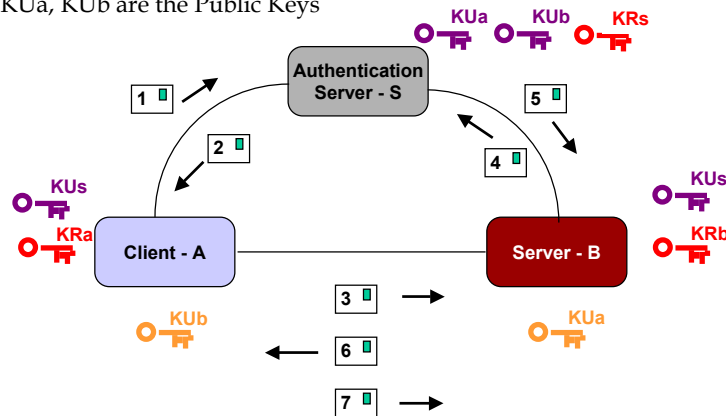 KUa, KUb are the Public Keys
KUa
KUb
KRs
Authentication
Server - S
1
5
2
4
KUs
KUs
KRa
Client - A
Server - B
KRb
3
KUb
KUa
6
7